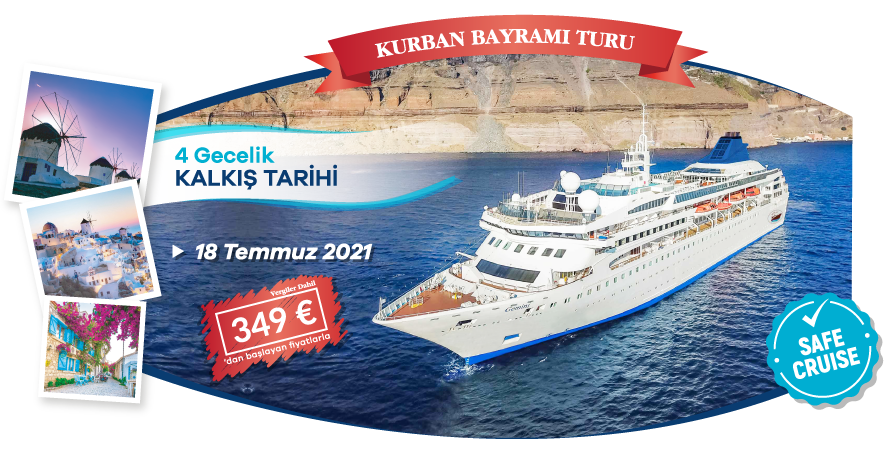 KURBAN BAYRAMI TURU
4 Gecelik
KALKIŞ TARİHİ
18 Temmuz 2021
Vergiler Dahil
349 €
'dan başlayan fiyatlarla
Gemini
SAFE
CRUISE